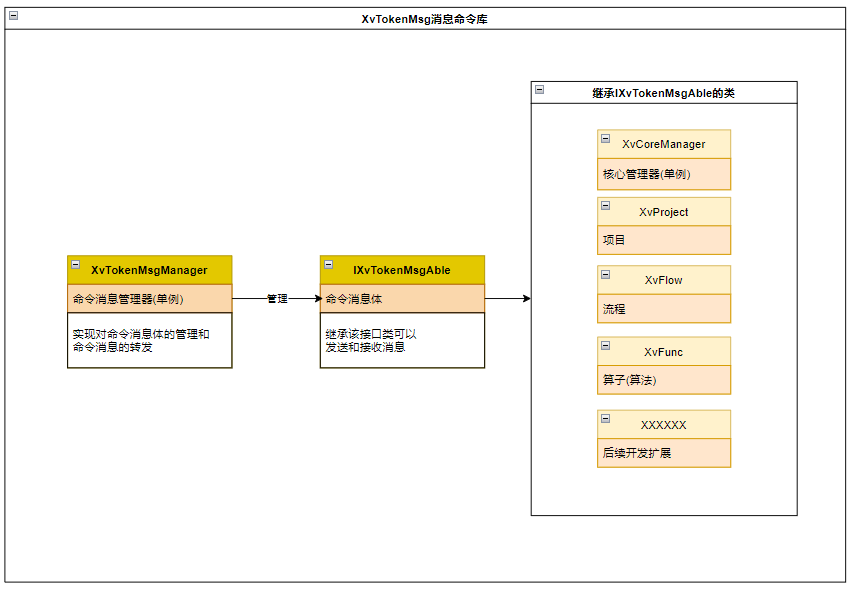 XvTokenMsg消息命令库
XvTokenMsgManager
命令消息管理器(单例)
实现对命令消息体的管理和
命令消息的转发
管理
IXvTokenMsgAble
命令消息体
继承该接口类可以
发送和接收消息
继承IXvTokenMsgAble的类
XvCoreManager
核心管理器(单例)
XvProject
项目
XvFlow
流程
XvFunc
算子(算法)
XXXXXX
后续开发扩展